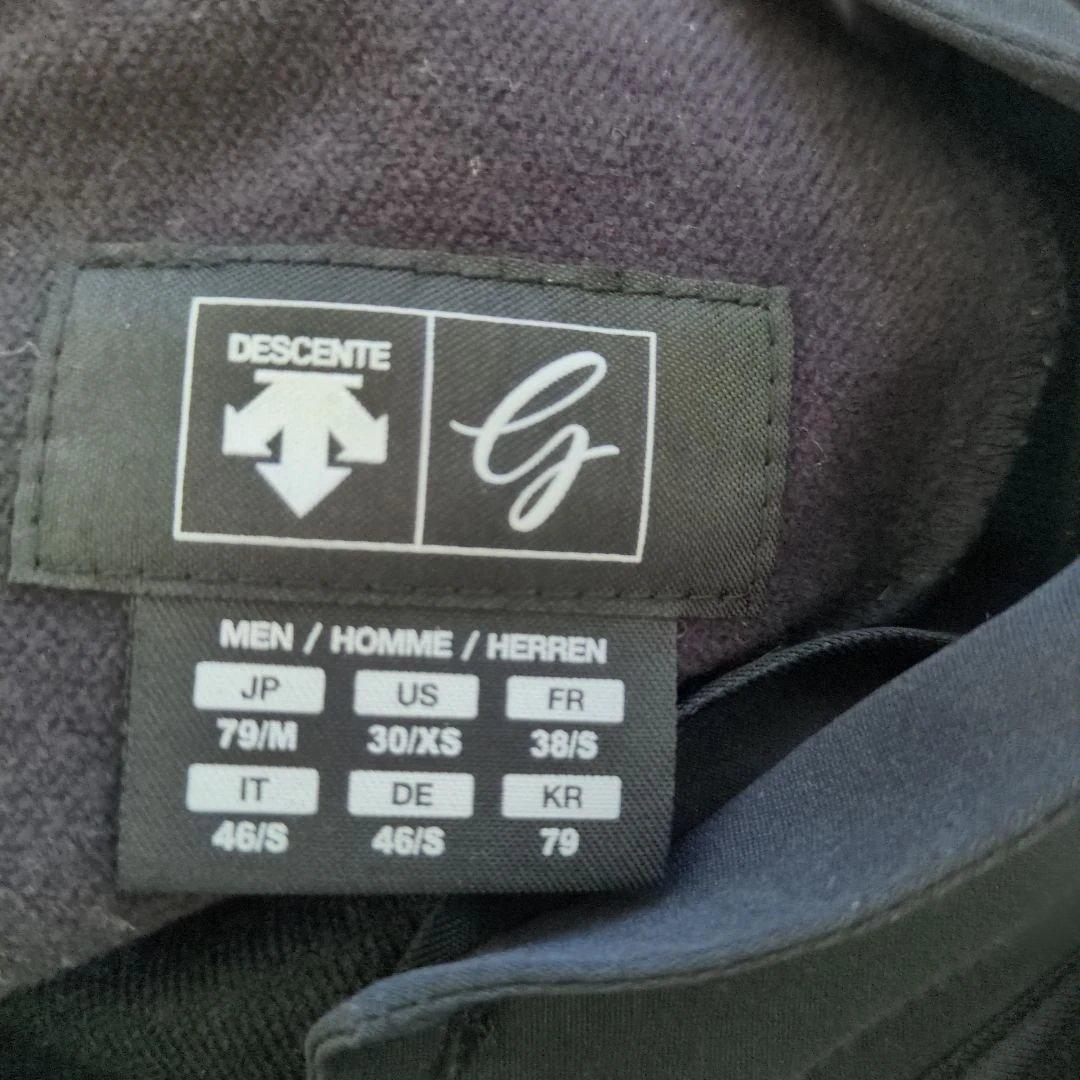 DESCENTE
G
MEN / HOMME / HERREN
JP US FR
79/M 30/XS 38/S
IT DE KR
46/S 46/S 79